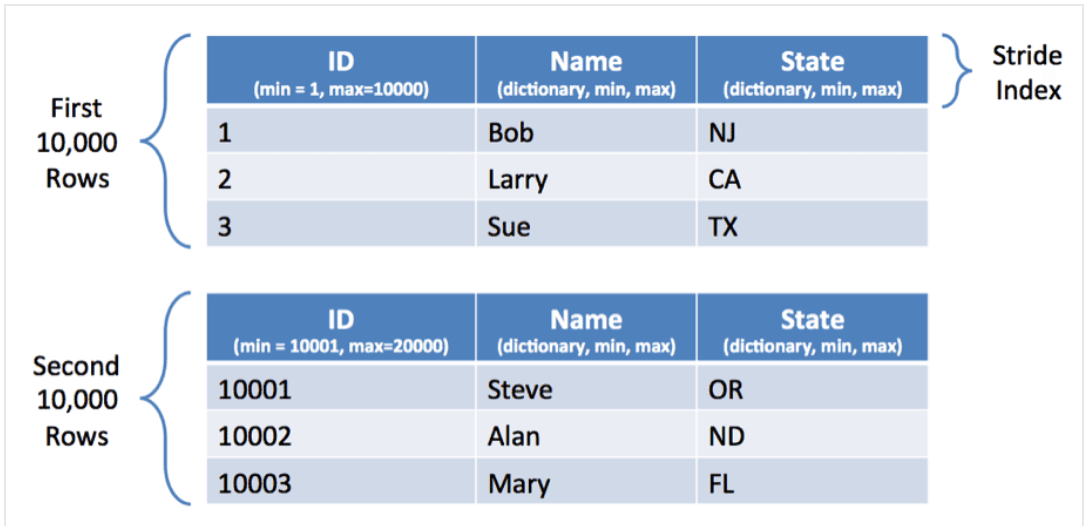 ID Name State
(min = 1, max=10000) (dictionary, min, max) (dictionary, min, max)
Stride
Index
First
10,000
Rows
1 Bob NJ
2 Larry CA
3 Sue TX
ID Name State
(min = 10001, max=20000) (dictionary, min, max) (dictionary, min, max)
Second
10,000
Rows
10001 Steve OR
10002 Alan ND
10003 Mary FL